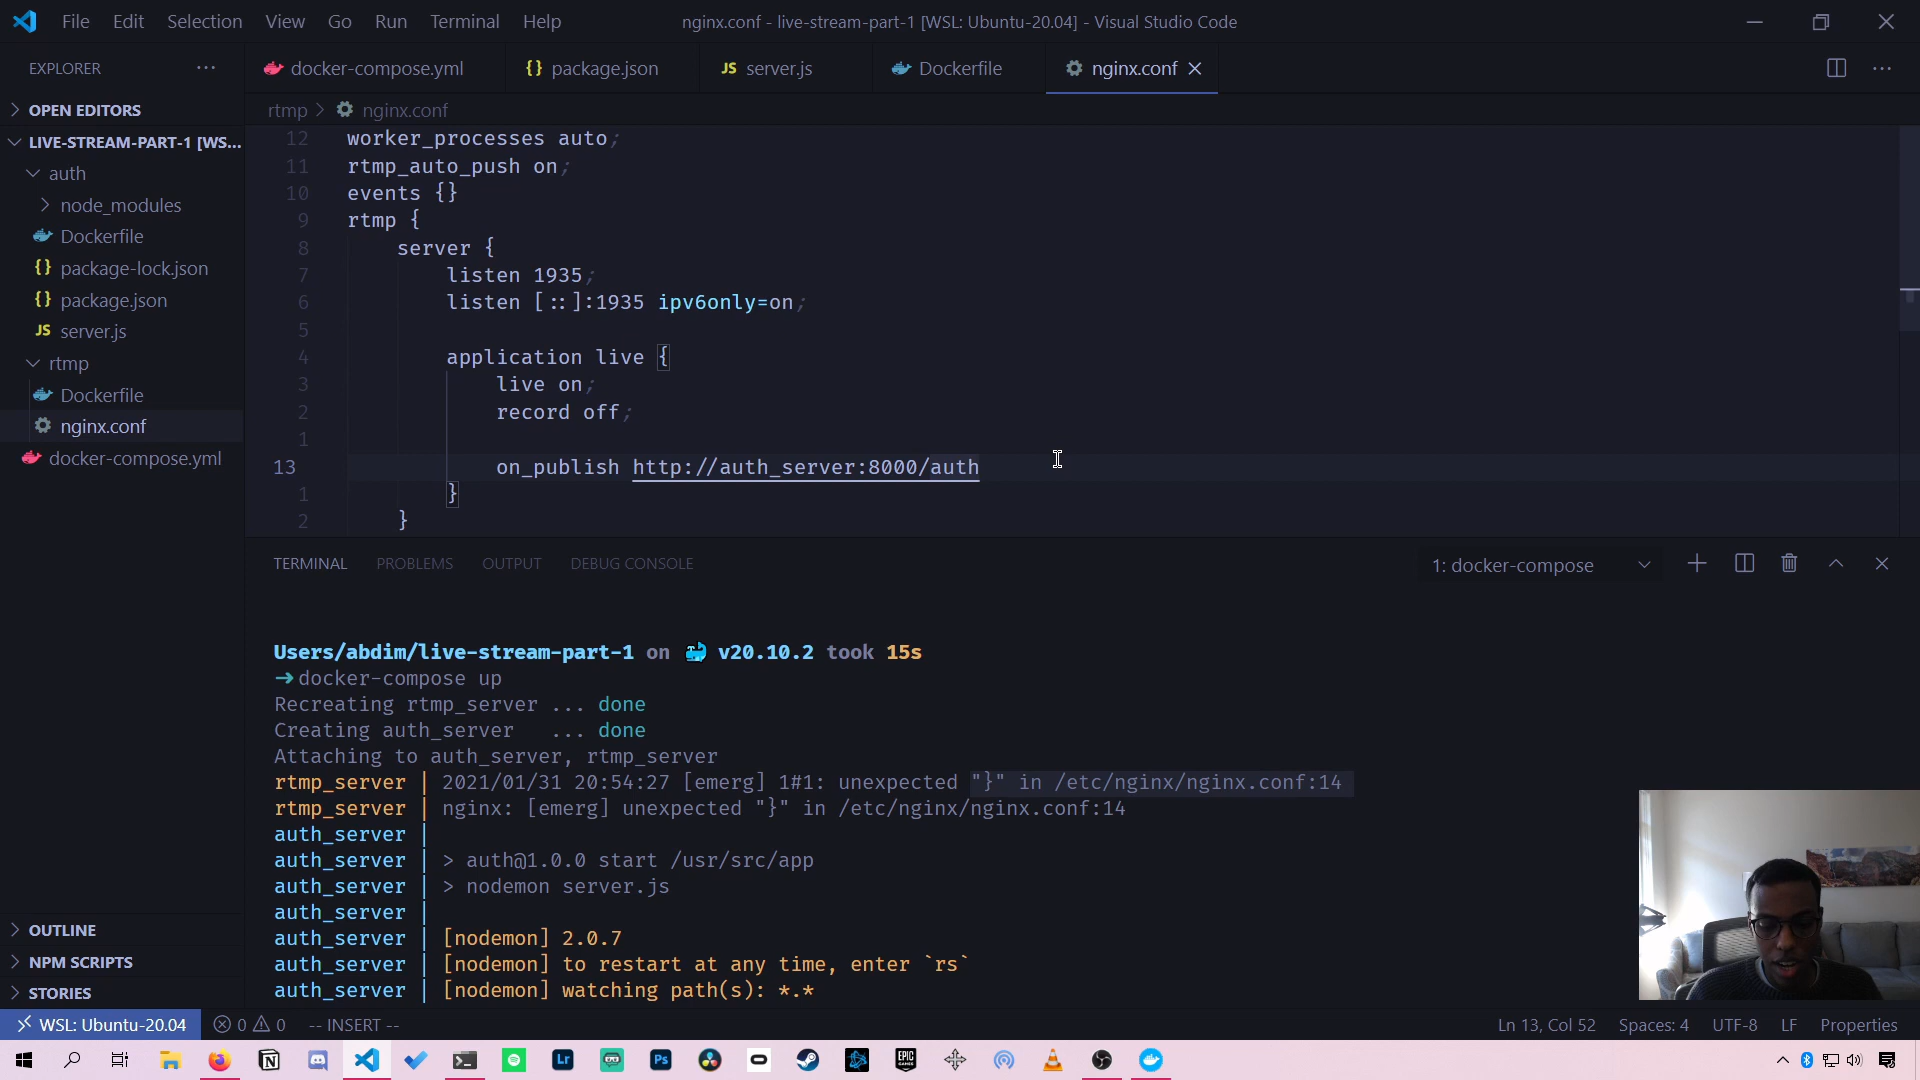 File Edit Selection View Go Run Terminal Help
nginx.conf - live-stream-part-1 [WSL: Ubuntu-20.04] - Visual Studio Code
EXPLORER
docker-compose.yml
package.json
JS server.js
Dockerfile
nginx.conf
OPEN EDITORS
LIVE-STREAM-PART-1 [WS...
auth
node_modules
Dockerfile
package-lock.json
package.json
JS server.js
rtmp
Dockerfile
nginx.conf
docker-compose.yml
OUTLINE
NPM SCRIPTS
STORIES
rtmp > nginx.conf
12 worker_processes auto;
11 rtmp_auto_push on;
10 events {}
9 rtmp {
8 server {
7 listen 1935;
6 listen [::]:1935 ipv6only=on;
5
4 application live {
3 live on;
2 record off;
1
13 on_publish http://auth_server:8000/auth
1 }
2 }
TERMINAL PROBLEMS OUTPUT DEBUG CONSOLE
1: docker-compose
Users/abdim/live-stream-part-1 on v20.10.2 took 15s
➜ docker-compose up
Recreating rtmp_server ... done
Creating auth_server ... done
Attaching to auth_server, rtmp_server
rtmp_server | 2021/01/31 20:54:27 [emerg] 1#1: unexpected "}" in /etc/nginx/nginx.conf:14
rtmp_server | nginx: [emerg] unexpected "}" in /etc/nginx/nginx.conf:14
auth_server |
auth_server | > auth@1.0.0 start /usr/src/app
auth_server | > nodemon server.js
auth_server |
auth_server | [nodemon] 2.0.7
auth_server | [nodemon] to restart at any time, enter `rs`
auth_server | [nodemon] watching path(s): *.*
WSL: Ubuntu-20.04 0 0 -- INSERT --
Ln 13, Col 52 Spaces: 4 UTF-8 LF Properties
Lr Ps EPIC GAMES